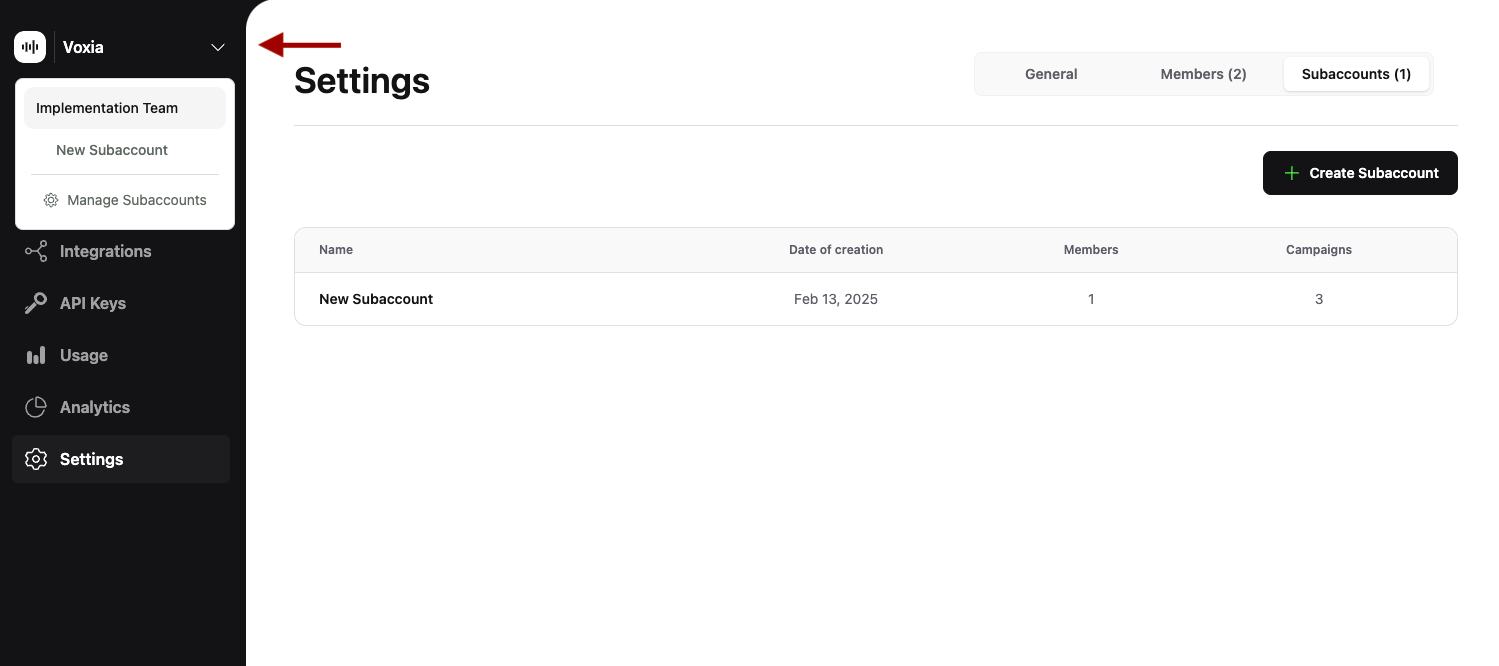 Voxia
Implementation Team
New Subaccount
Manage Subaccounts
Integrations
API Keys
Usage
Analytics
Settings
Settings
General Members (2) Subaccounts (1)
Create Subaccount
Name Date of creation Members Campaigns
New Subaccount Feb 13, 2025 1 3